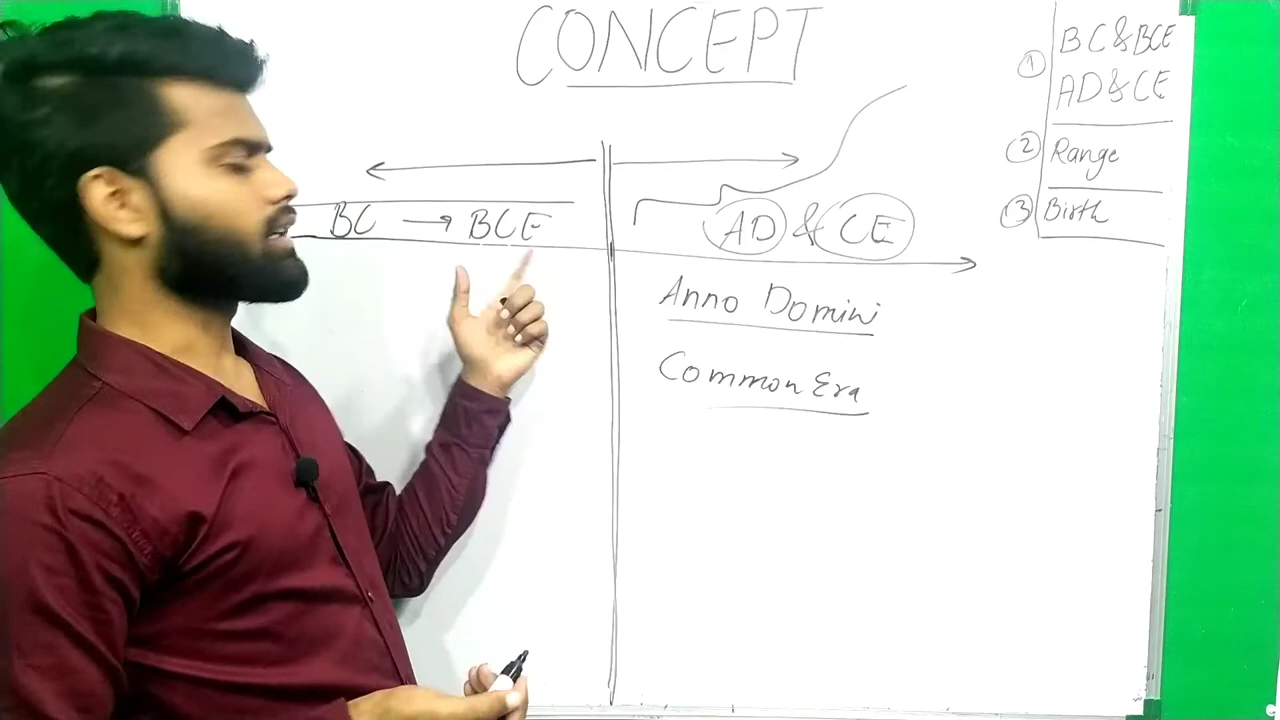 CONCEPT
BC → BCE
AD & CE
Anno Domini
Common Era
① BC & BCE
AD & CE
② Range
③ Birth